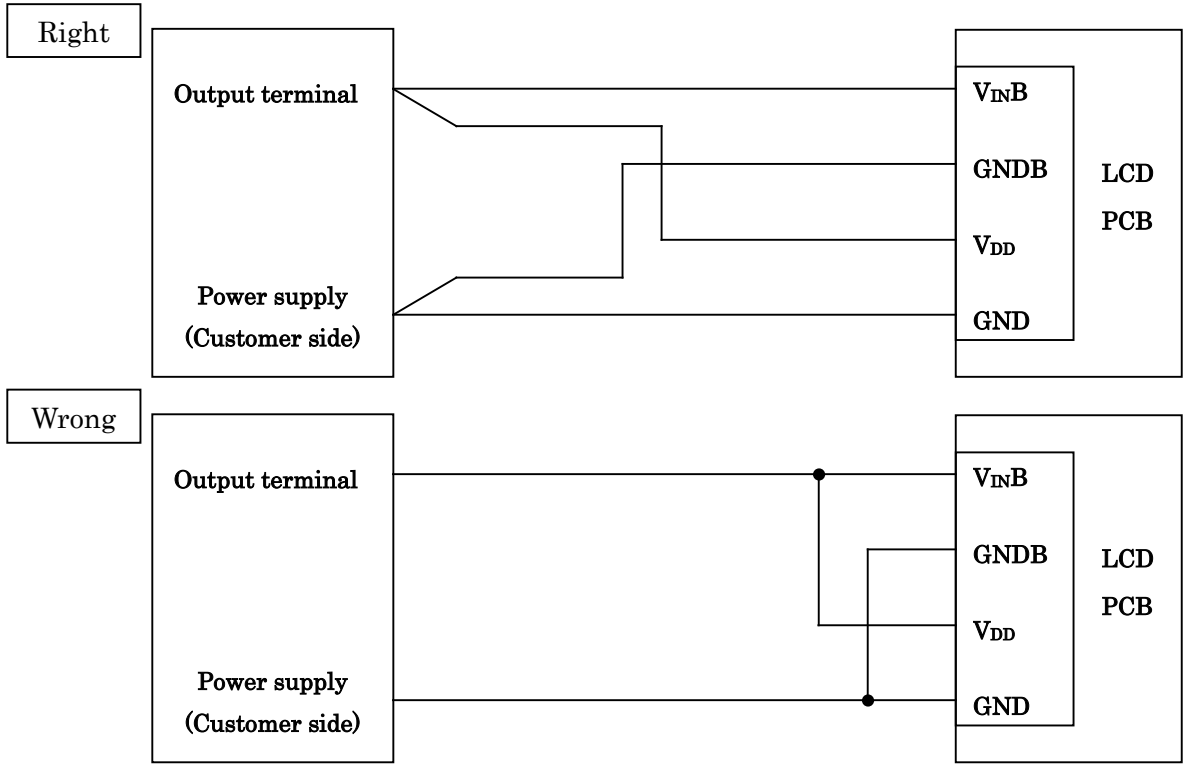 Right
Output terminal
Power supply
(Customer side)
VINB
GNDB
VDD
GND
LCD
PCB
Wrong
Output terminal
Power supply
(Customer side)
VINB
GNDB
VDD
GND
LCD
PCB